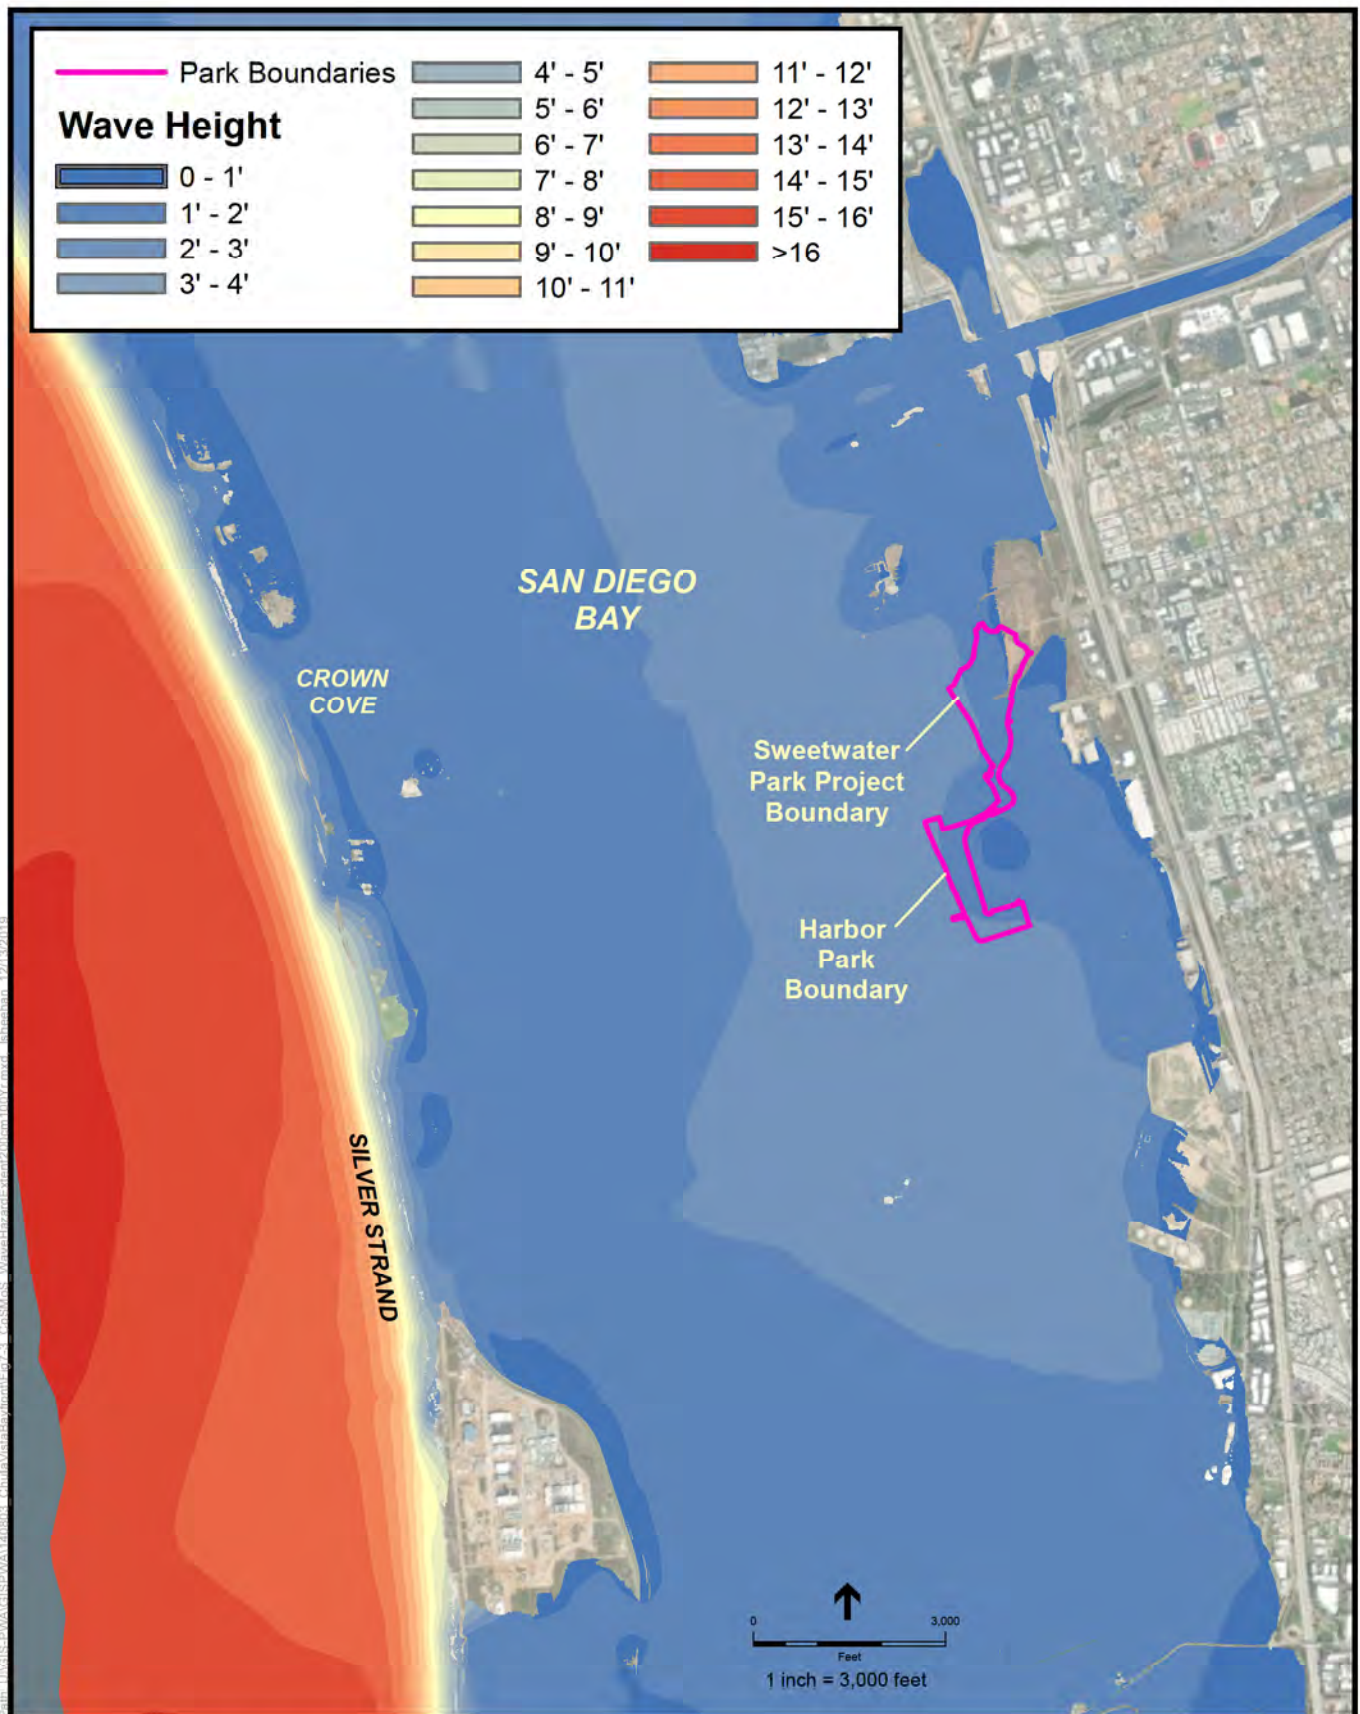 Park Boundaries
Wave Height
0 - 1'
1' - 2'
2' - 3'
3' - 4'
4' - 5'
5' - 6'
6' - 7'
7' - 8'
8' - 9'
9' - 10'
10' - 11'
11' - 12'
12' - 13'
13' - 14'
14' - 15'
15' - 16'
>16
SAN DIEGO
BAY
CROWN
COVE
Sweetwater
Park Project
Boundary
Harbor
Park
Boundary
SILVER STRAND
0
3,000
Feet
1 inch = 3,000 feet